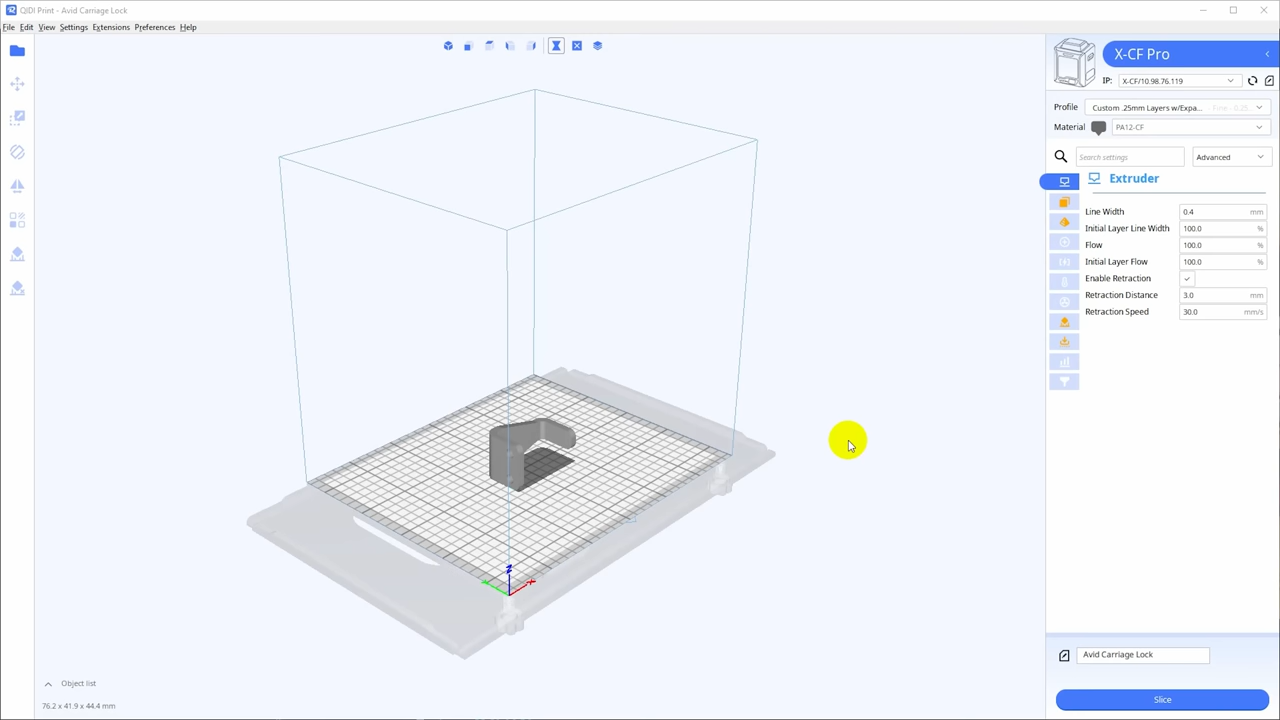 QIDI Print - Avid Carriage Lock
File Edit View Settings Extensions Preferences Help
X-CF Pro
IP: X-CF/10.98.76.119
Profile Custom .25mm Layers w/Expa... Fine - 0.25
Material PA12-CF
Search settings Advanced
Extruder
Line Width 0.4 mm
Initial Layer Line Width 100.0 %
Flow 100.0 %
Initial Layer Flow 100.0 %
Enable Retraction
Retraction Distance 3.0 mm
Retraction Speed 30.0 mm/s
Avid Carriage Lock
Slice
Object list
76.2 x 41.9 x 44.4 mm